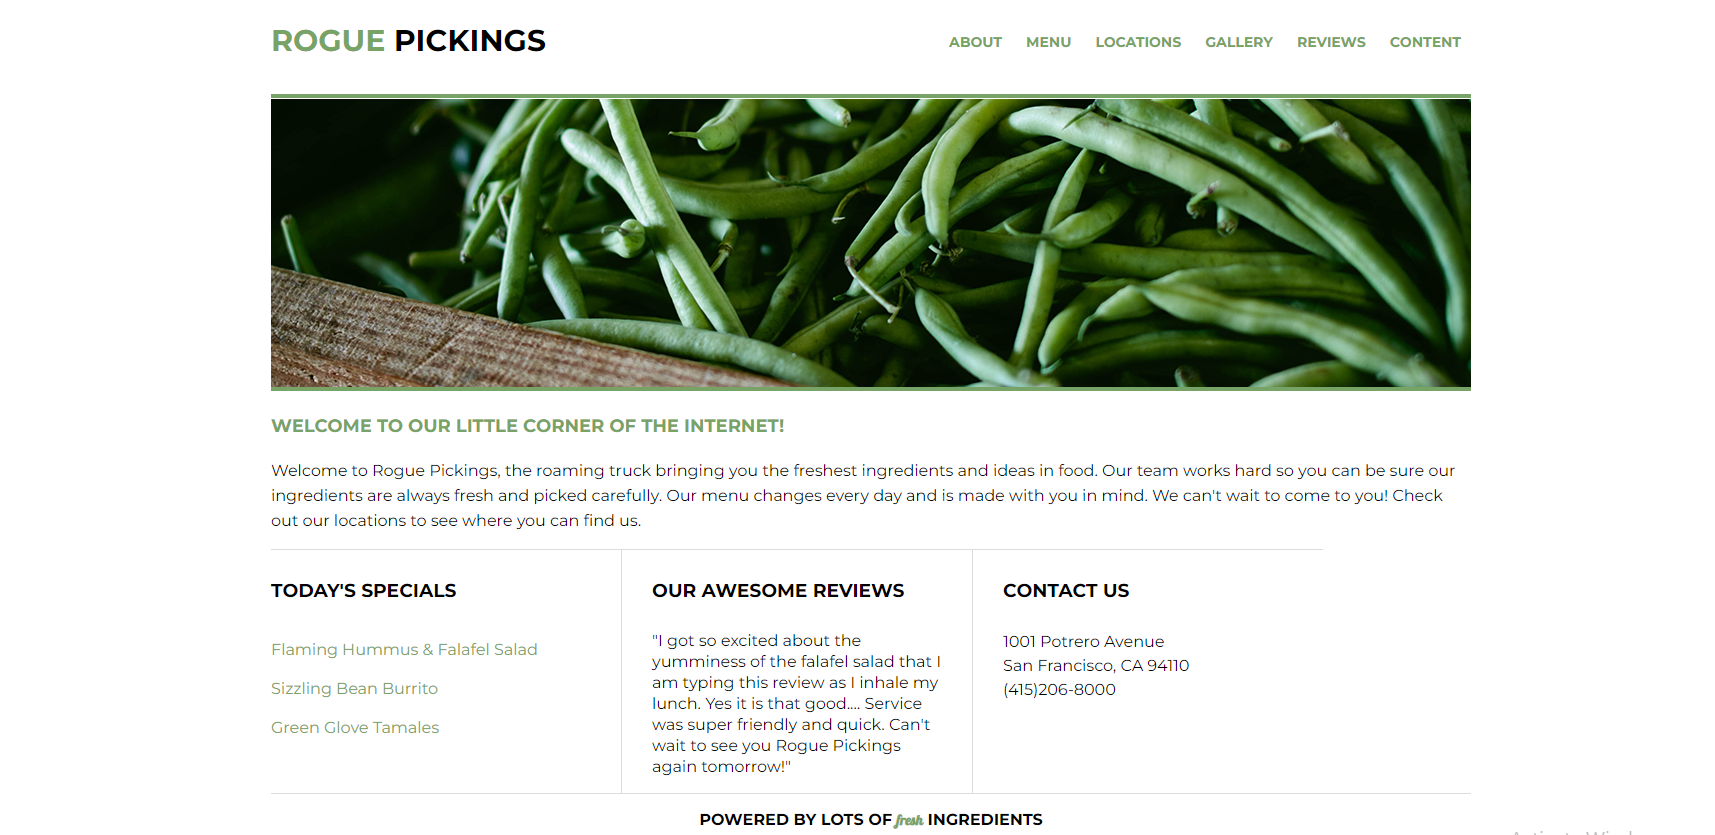 ROGUE PICKINGS
ABOUT MENU LOCATIONS GALLERY REVIEWS CONTENT
WELCOME TO OUR LITTLE CORNER OF THE INTERNET!
Welcome to Rogue Pickings, the roaming truck bringing you the freshest ingredients and ideas in food. Our team works hard so you can be sure our
ingredients are always fresh and picked carefully. Our menu changes every day and is made with you in mind. We can't wait to come to you! Check
out our locations to see where you can find us.
TODAY'S SPECIALS
Flaming Hummus & Falafel Salad
Sizzling Bean Burrito
Green Glove Tamales
OUR AWESOME REVIEWS
"I got so excited about the
yumminess of the falafel salad that I
am typing this review as I inhale my
lunch. Yes it is that good.... Service
was super friendly and quick. Can't
wait to see you Rogue Pickings
again tomorrow!"
CONTACT US
1001 Potrero Avenue
San Francisco, CA 94110
(415)206-8000
POWERED BY LOTS OF fresh INGREDIENTS